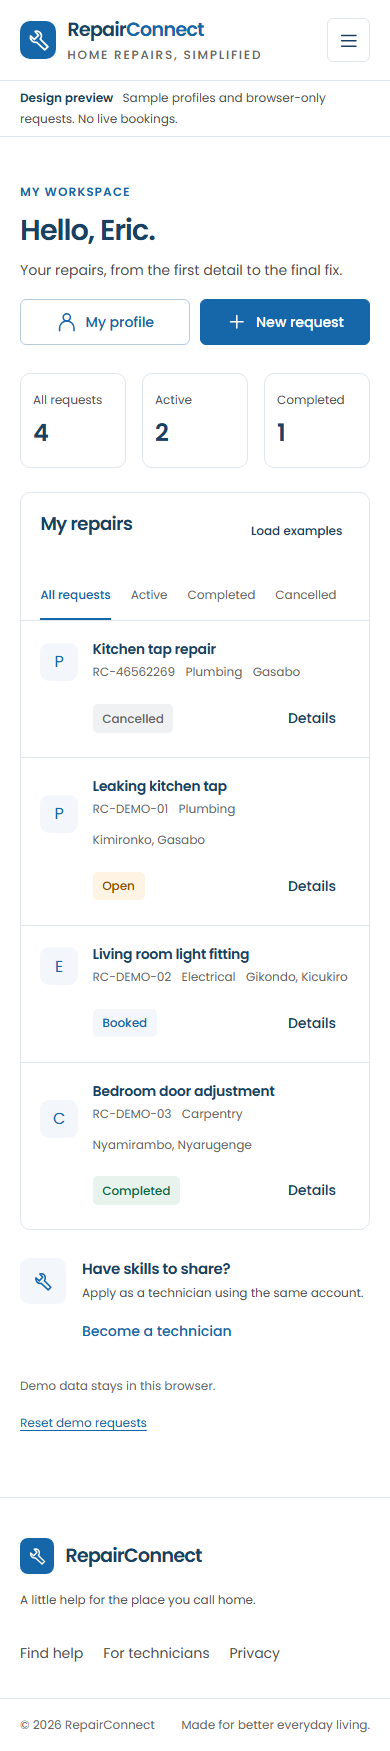 RepairConnect
HOME REPAIRS, SIMPLIFIED
Design preview Sample profiles and browser-only
requests. No live bookings.
MY WORKSPACE
Hello, Eric.
Your repairs, from the first detail to the final fix.
My profile
New request
All requests
4
Active
2
Completed
1
My repairs
Load examples
All requests Active Completed Cancelled
P
Kitchen tap repair
RC-46562269 Plumbing Gasabo
Cancelled
Details
P
Leaking kitchen tap
RC-DEMO-01 Plumbing
Kimironko, Gasabo
Open
Details
E
Living room light fitting
RC-DEMO-02 Electrical Gikondo, Kicukiro
Booked
Details
C
Bedroom door adjustment
RC-DEMO-03 Carpentry
Nyamirambo, Nyarugenge
Completed
Details
Have skills to share?
Apply as a technician using the same account.
Become a technician
Demo data stays in this browser.
Reset demo requests
RepairConnect
A little help for the place you call home.
Find help For technicians Privacy
© 2026 RepairConnect Made for better everyday living.